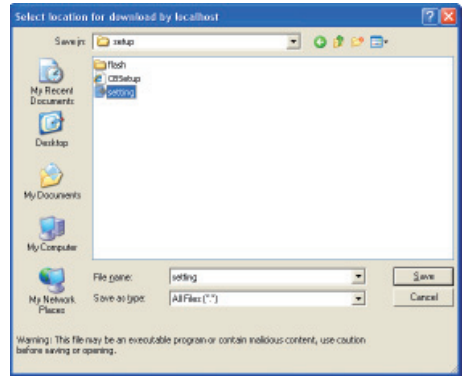 Select location for download by localhost
Save in: setup
flash
CBSetup
setting
My Recent
Documents
Desktop
My Documents
My Computer
My Network
Places
File name: setting Save
Save as type: All Files (*.*) Cancel
Warning: This file may be an executable program or contain malicious content, use caution
before saving or opening.